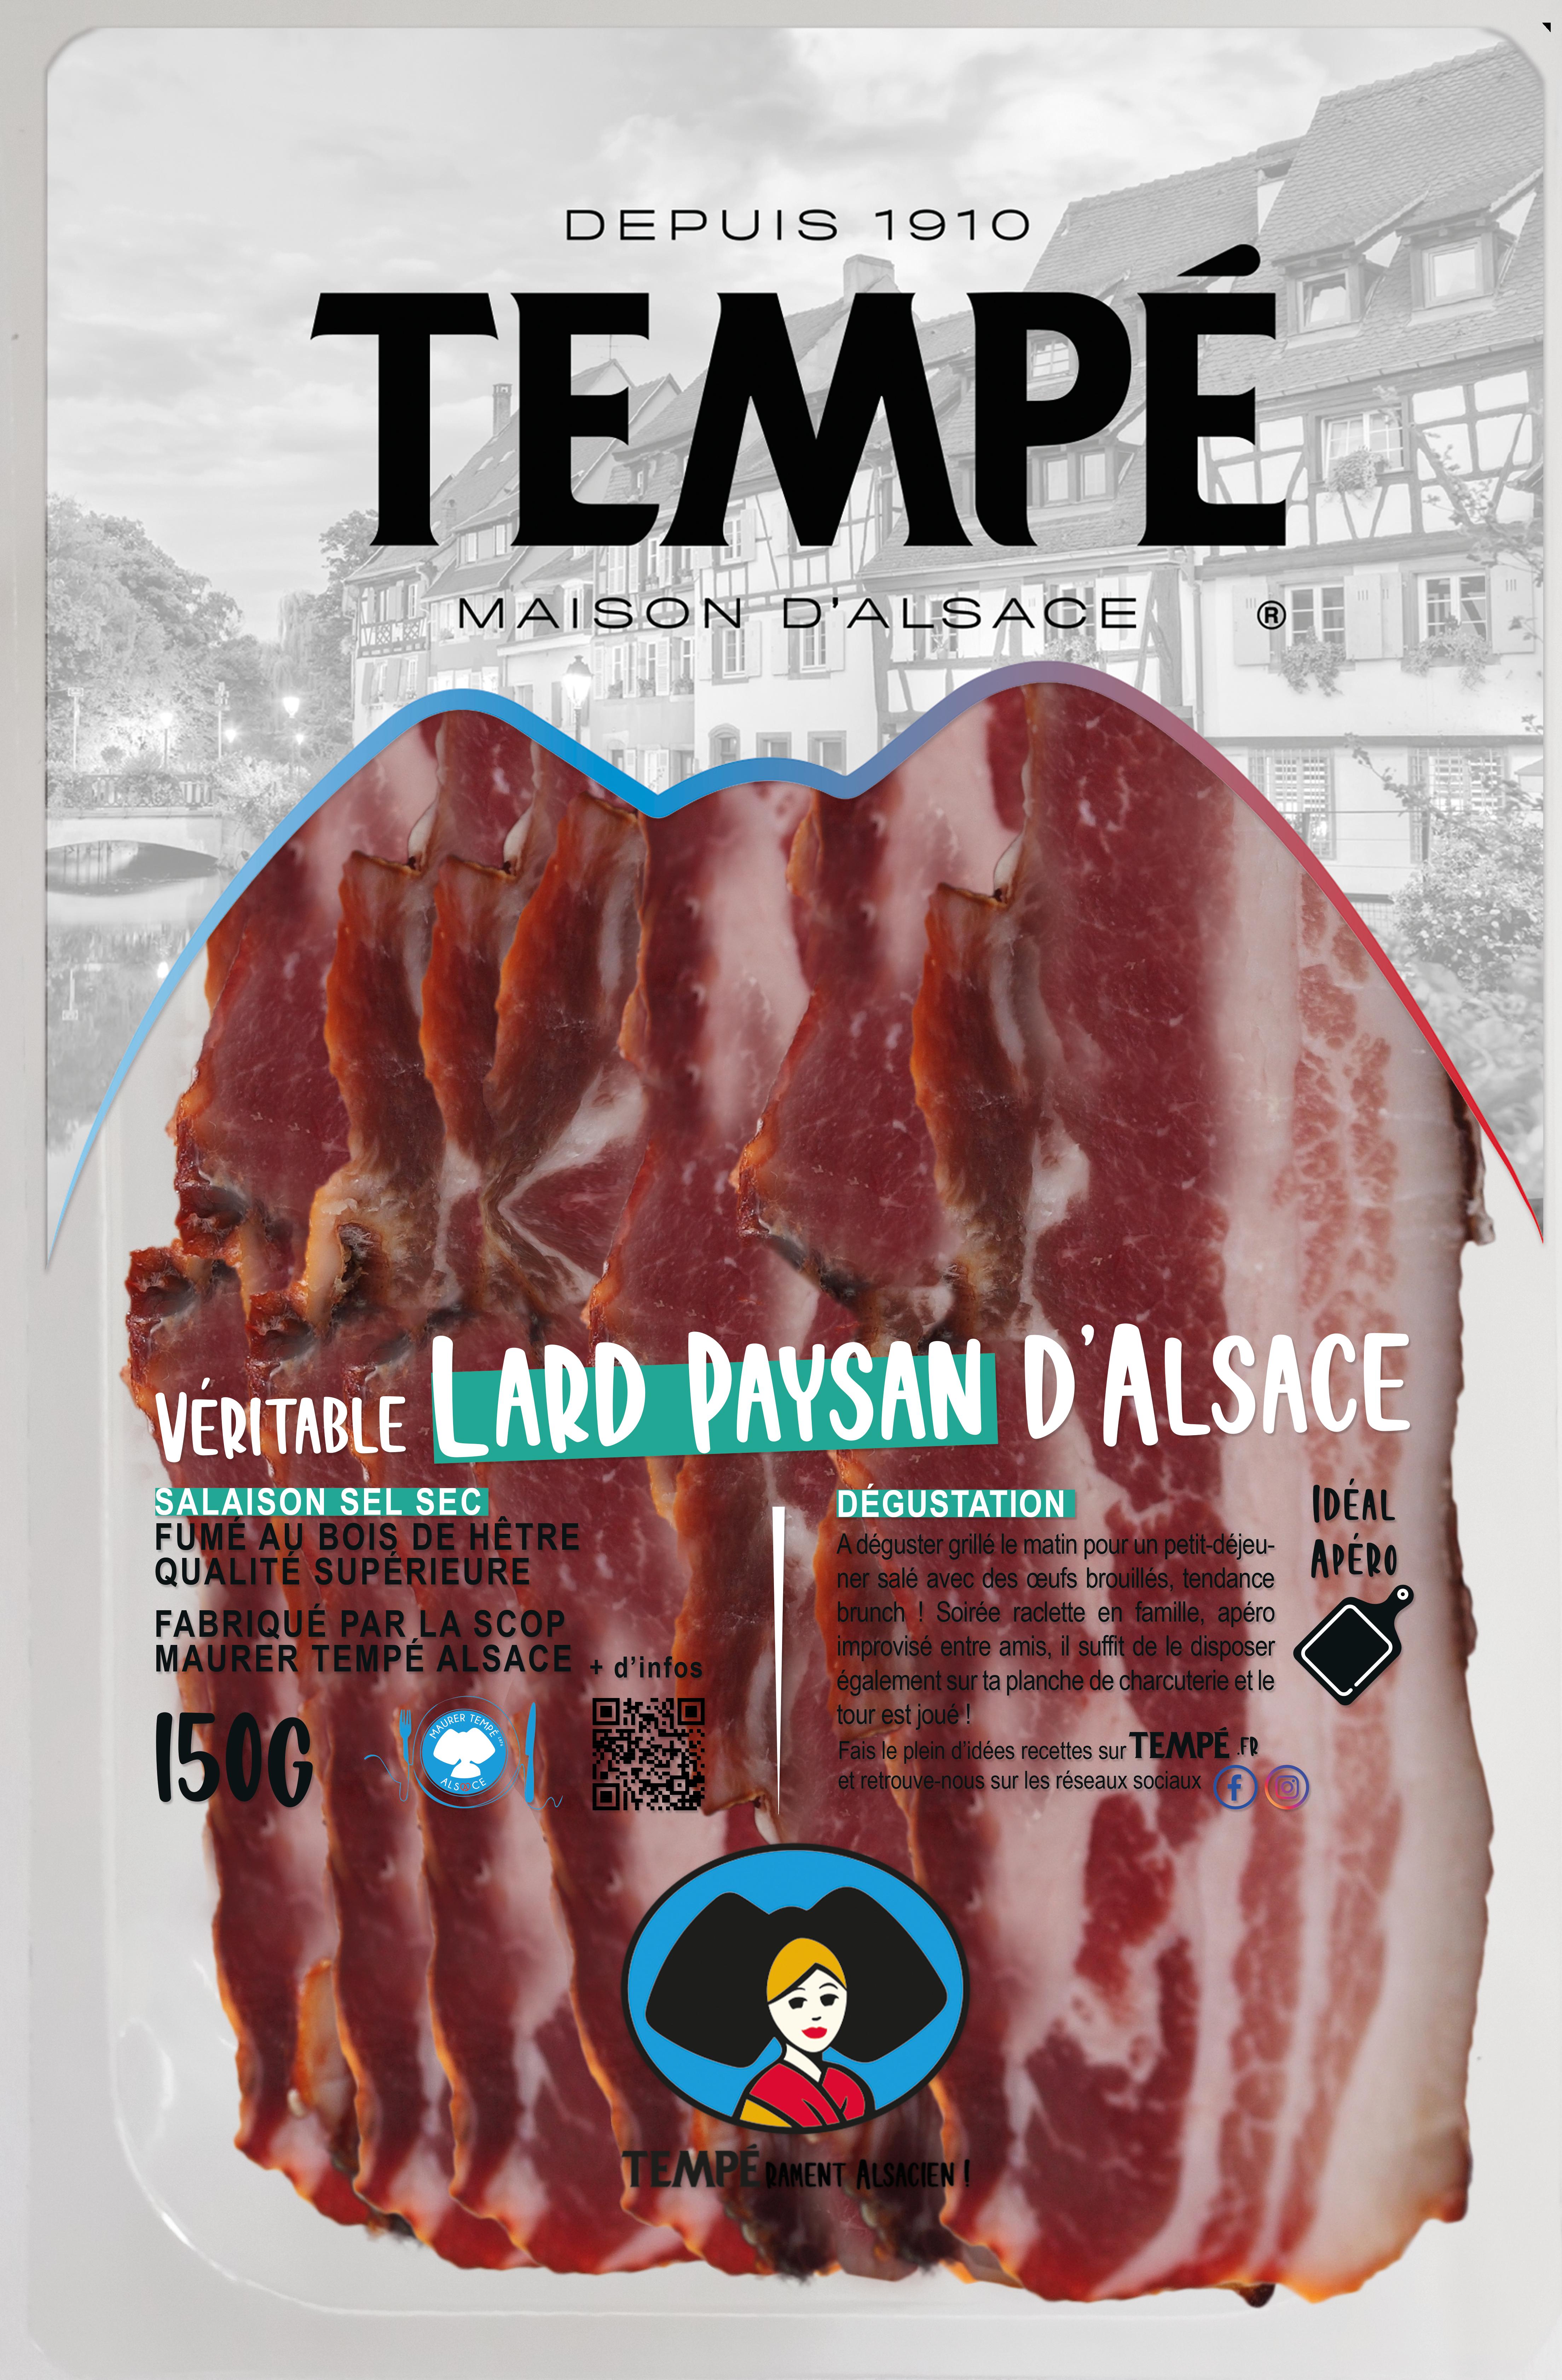 DEPUIS 1910
TEMPÉ
MAISON D'ALSACE ®
VÉRITABLE LARD PAYSAN D'ALSACE
SALAISON SEL SEC
FUMÉ AU BOIS DE HÊTRE
QUALITÉ SUPÉRIEURE
FABRIQUÉ PAR LA SCOP
MAURER TEMPÉ ALSACE
+ d'infos
150G
MAURER TEMPÉ
ALSACE
DÉGUSTATION
A déguster grillé le matin pour un petit-déjeu-
ner salé avec des œufs brouillés, tendance
brunch ! Soirée raclette en famille, apéro
improvisé entre amis, il suffit de le disposer
également sur ta planche de charcuterie et le
tour est joué !
Fais le plein d'idées recettes sur TEMPÉ.FR
et retrouve-nous sur les réseaux sociaux
IDÉAL
APÉRO
TEMPÉRAMENT ALSACIEN !